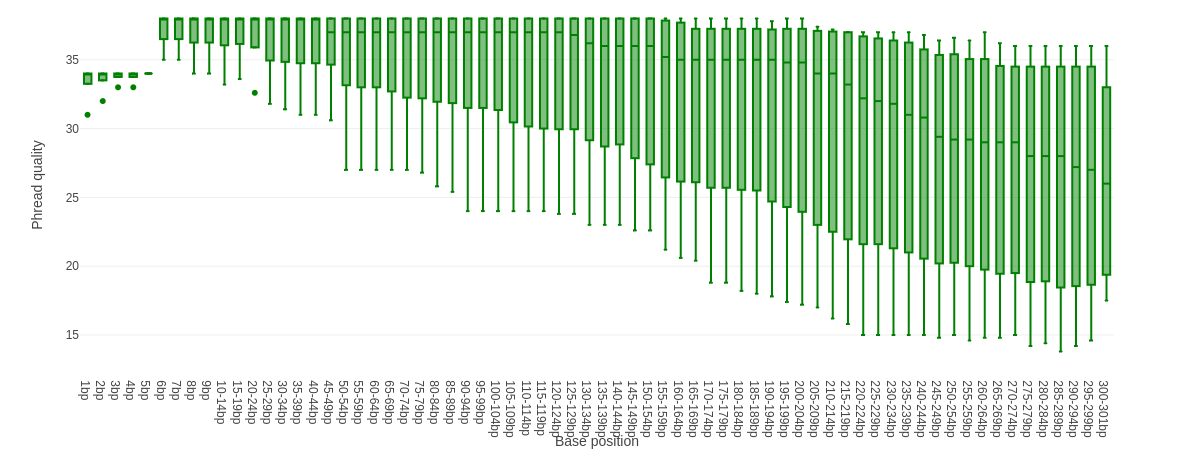 Phread quality
35
30
25
20
15
1bp
2bp
3bp
4bp
5bp
6bp
7bp
8bp
9bp
10-14bp
15-19bp
20-24bp
25-29bp
30-34bp
35-39bp
40-44bp
45-49bp
50-54bp
55-59bp
60-64bp
65-69bp
70-74bp
75-79bp
80-84bp
85-89bp
90-94bp
95-99bp
100-104bp
105-109bp
110-114bp
115-119bp
120-124bp
125-129bp
130-134bp
135-139bp
140-144bp
145-149bp
150-154bp
155-159bp
160-164bp
165-169bp
170-174bp
175-179bp
180-184bp
185-189bp
190-194bp
195-199bp
200-204bp
205-209bp
210-214bp
215-219bp
220-224bp
225-229bp
230-234bp
235-239bp
240-244bp
245-249bp
250-254bp
255-259bp
260-264bp
265-269bp
270-274bp
275-279bp
280-284bp
285-289bp
290-294bp
295-299bp
300-301bp
Base position